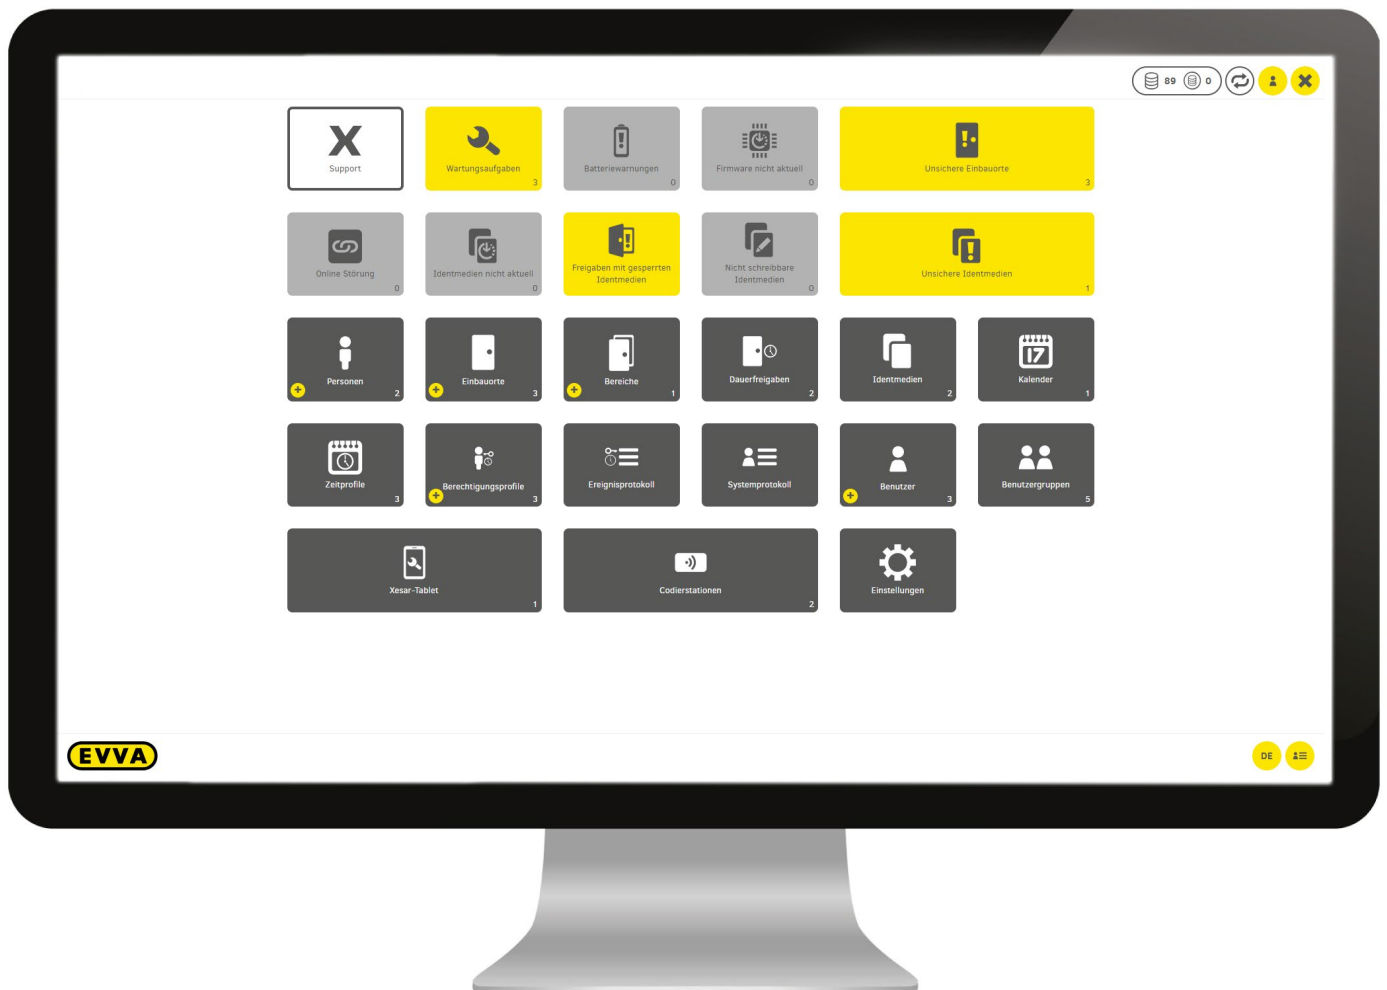 89 0
X
Support
Wartungsaufgaben
3
Batteriewarnungen
0
Firmware nicht aktuell
0
Unsichere Einbauorte
3
Online Störung
0
Identmedien nicht aktuell
0
Freigaben mit gesperrten
Identmedien
Nicht schreibbare
Identmedien
0
Unsichere Identmedien
1
Personen
2
Einbauorte
3
Bereiche
1
Dauerfreigaben
2
Identmedien
2
17
Kalender
1
Zeitprofile
3
Berechtigungsprofile
3
Ereignisprotokoll
Systemprotokoll
Benutzer
3
Benutzergruppen
5
Xesar-Tablet
1
Codierstationen
2
Einstellungen
EVVA
DE